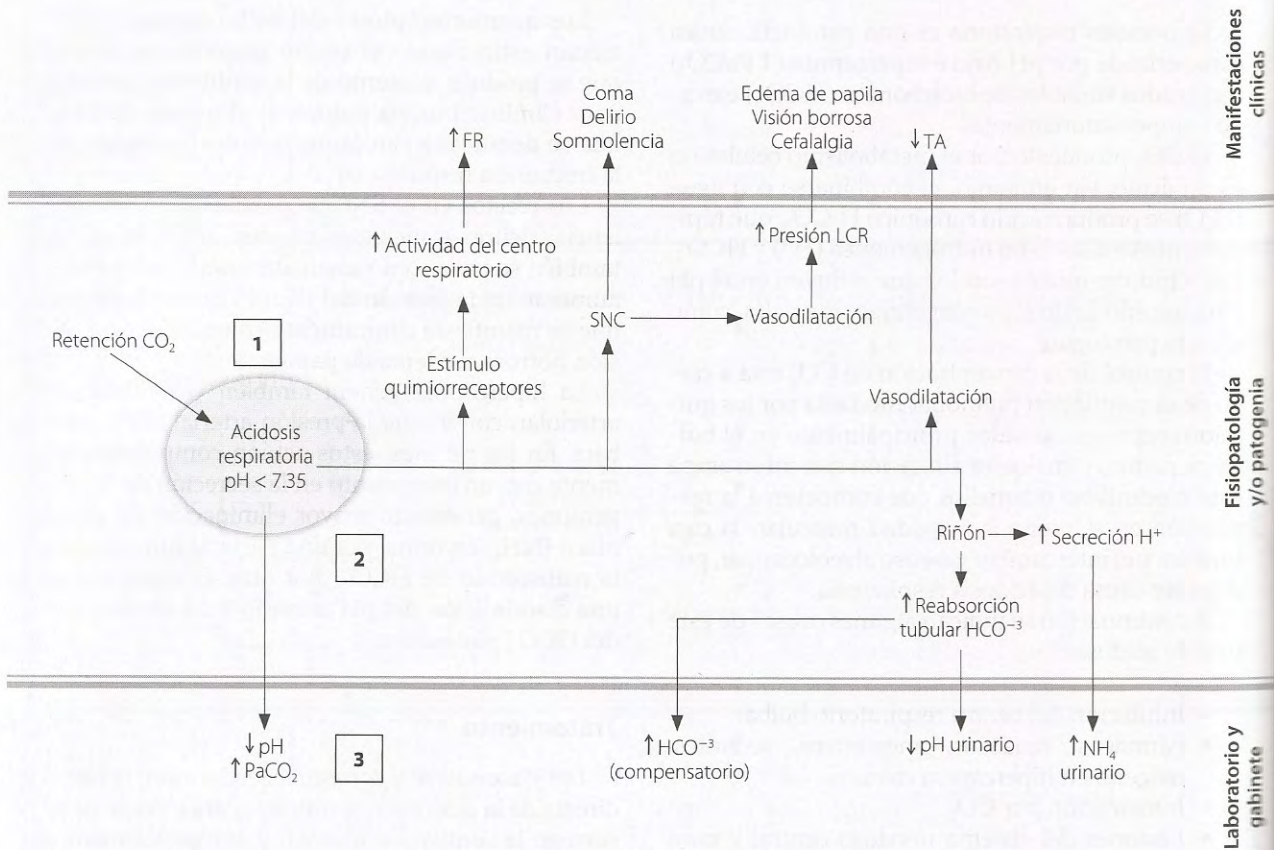 Manifestaciones
clínicas
Coma
Delirio
Somnolencia
↑ FR
Edema de papila
Visión borrosa
Cefalalgia
↓ TA
Fisiopatología
y/o patogenia
↑ Actividad del centro
respiratorio
↑ Presión LCR
SNC
Vasodilatación
Retención CO₂
1
Estímulo
quimiorreceptores
Vasodilatación
Acidosis
respiratoria
pH < 7.35
2
Riñón
↑ Secreción H⁺
↑ Reabsorción
tubular HCO⁻³
Laboratorio y
gabinete
↓ pH
↑ PaCO₂
3
↑ HCO⁻³
(compensatorio)
↓ pH urinario
↑ NH₄
urinario